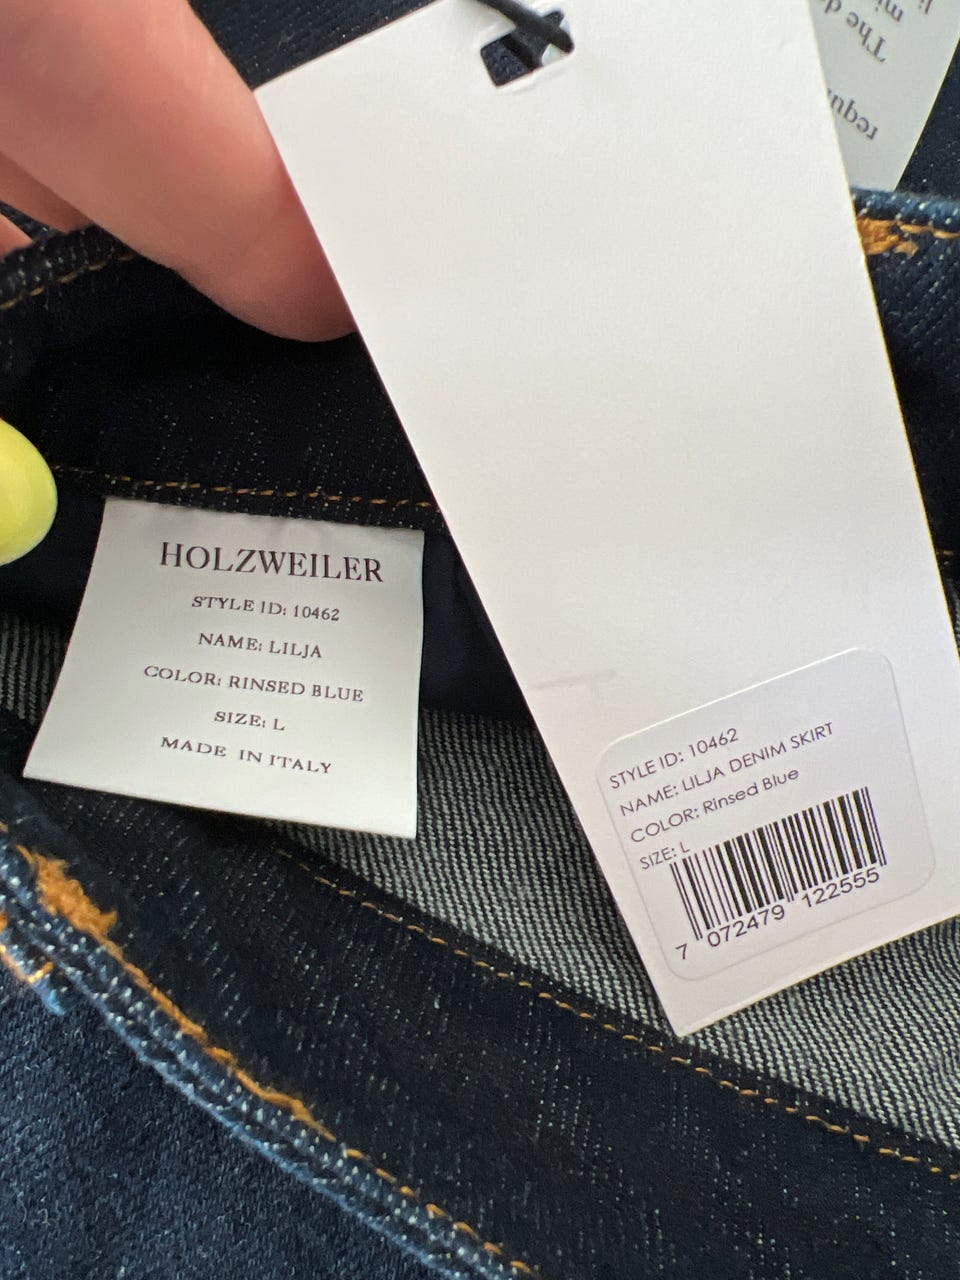 HOLZWEILER
STYLE ID: 10462
NAME: LILJA
COLOR: RINSED BLUE
SIZE: L
MADE IN ITALY
STYLE ID: 10462
NAME: LILJA DENIM SKIRT
COLOR: Rinsed Blue
SIZE: L
7 072479 122555
The